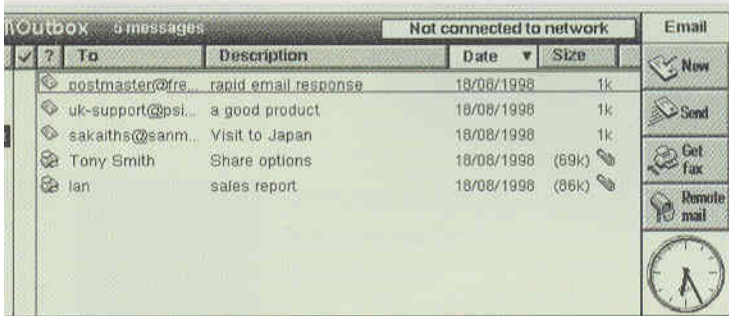 Outbox 5 messages Not connected to network Email
? To Description Date Size
postmaster@fre... rapid email response 18/08/1998 1k
uk-support@psi... a good product 18/08/1998 1k
sakaiths@sanm... Visit to Japan 18/08/1998 1k
Tony Smith Share options 18/08/1998 (69k)
Ian sales report 18/08/1998 (86k)
New
Send
Get
fax
Remote
mail